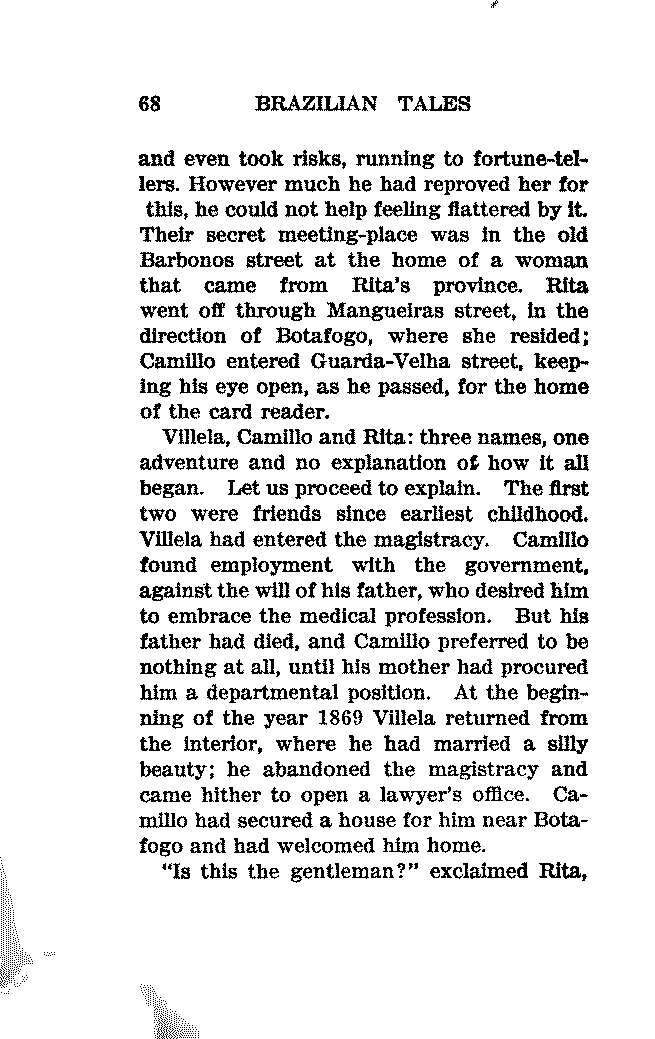 68 BRAZILIAN TALES
and even took risks, running to fortune-tel-
lers. However much he had reproved her for
this, he could not help feeling flattered by it.
Their secret meeting-place was in the old
Barbonos street at the home of a woman
that came from Rita's province. Rita
went off through Mangueiras street, in the
direction of Botafogo, where she resided;
Camillo entered Guarda-Velha street, keep-
ing his eye open, as he passed, for the home
of the card reader.
Villela, Camillo and Rita: three names, one
adventure and no explanation of how it all
began. Let us proceed to explain. The first
two were friends since earliest childhood.
Villela had entered the magistracy. Camillo
found employment with the government,
against the will of his father, who desired him
to embrace the medical profession. But his
father had died, and Camillo preferred to be
nothing at all, until his mother had procured
him a departmental position. At the begin-
ning of the year 1869 Villela returned from
the interior, where he had married a silly
beauty; he abandoned the magistracy and
came hither to open a lawyer's office. Ca-
millo had secured a house for him near Bota-
fogo and had welcomed him home.
"Is this the gentleman?" exclaimed Rita,